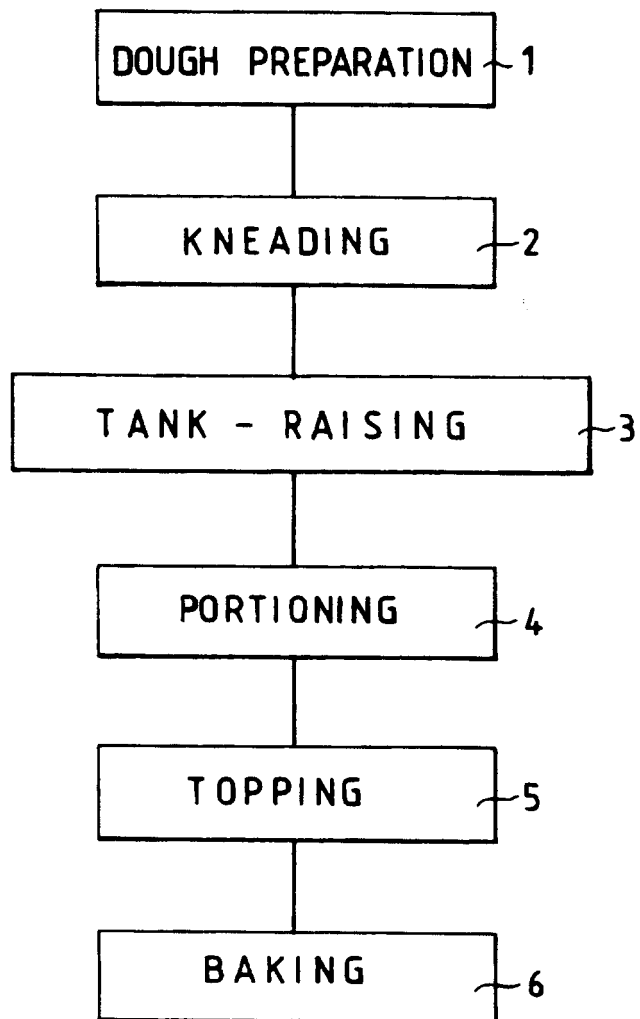 DOUGH PREPARATION 1
KNEADING 2
TANK - RAISING 3
PORTIONING 4
TOPPING 5
BAKING 6